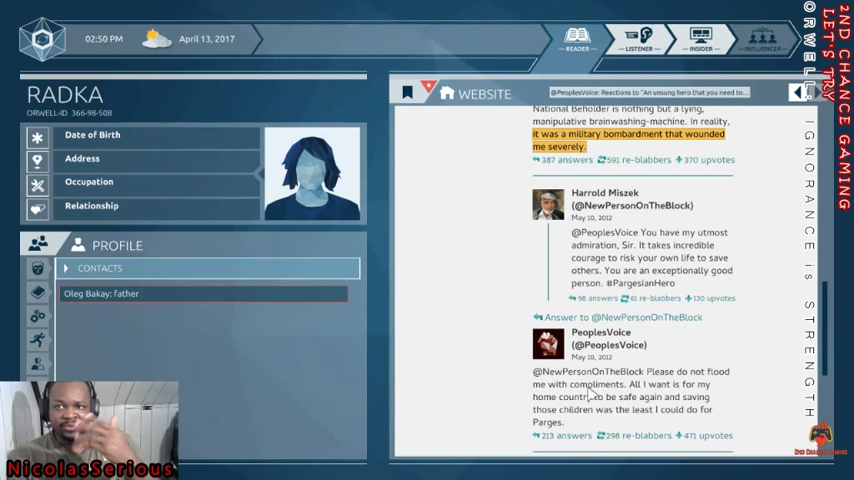 02:50 PM
April 13, 2017
READER
LISTENER
INSIDER
INFLUENCER
RADKA
ORWELL-ID 366-98-508
Date of Birth
Address
Occupation
Relationship
PROFILE
CONTACTS
Oleg Bakay: father
WEBSITE
@PeoplesVoice: Reactions to "An unsung hero that you need to...
National Beholder is nothing but a lying,
manipulative brainwashing-machine. In reality,
it was a military bombardment that wounded
me severely.
387 answers 591 re-blabbers 370 upvotes
Harrold Miszek
(@NewPersonOnTheBlock)
May 10, 2012
@PeoplesVoice You have my utmost
admiration, Sir. It takes incredible
courage to risk your own life to save
others. You are an exceptionally good
person. #PargesianHero
98 answers 61 re-blabbers 130 upvotes
Answer to @NewPersonOnTheBlock
PeoplesVoice
(@PeoplesVoice)
May 10, 2012
@NewPersonOnTheBlock Please do not flood
me with compliments. All I want is for my
home country to be safe again and saving
those children was the least I could do for
Parges.
213 answers 298 re-blabbers 471 upvotes
ORWELL: IGNORANCE is STRENGTH
LET'S TRY
2ND CHANCE GAMING
NicolasSerious